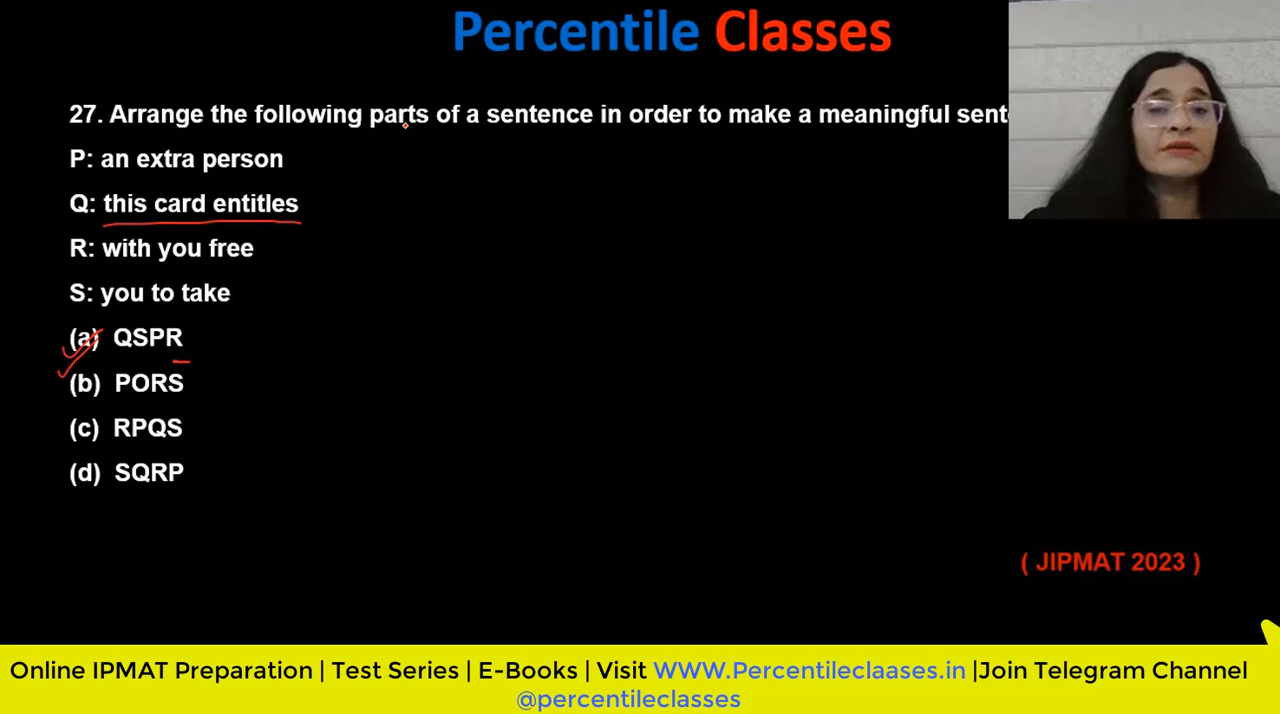 Percentile Classes
27. Arrange the following parts of a sentence in order to make a meaningful sent
P: an extra person
Q: this card entitles
R: with you free
S: you to take
(a) QSPR
(b) PORS
(c) RPQS
(d) SQRP
( JIPMAT 2023 )
Online IPMAT Preparation | Test Series | E-Books | Visit WWW.Percentileclaases.in |Join Telegram Channel
@percentileclasses